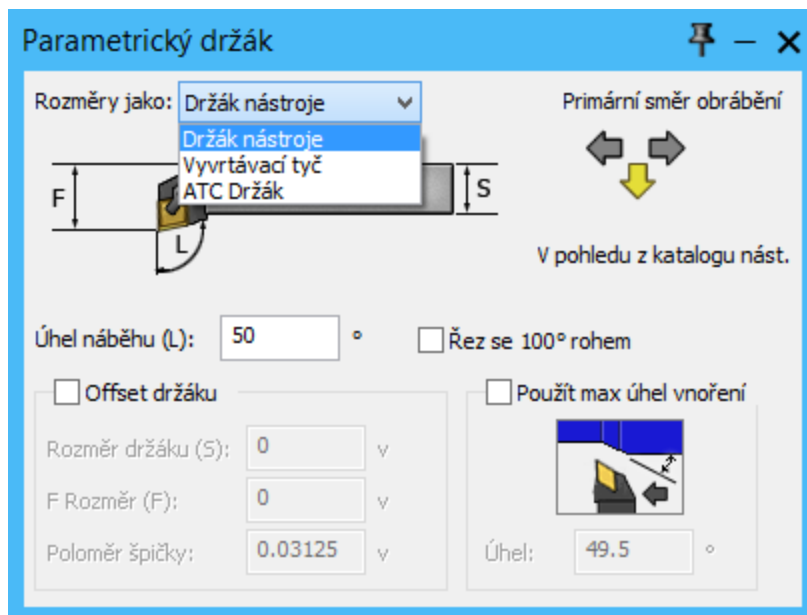 Parametrický držák
Rozměry jako: Držák nástroje
Držák nástroje
Vyvrtávací tyč
ATC Držák
Primární směr obrábění
F
S
L
V pohledu z katalogu nást.
Úhel náběhu (L): 50 °
Řez se 100° rohem
Offset držáku
Rozměr držáku (S): 0 v
F Rozměr (F): 0 v
Poloměr špičky: 0.03125 v
Použít max úhel vnoření
Úhel: 49.5 °